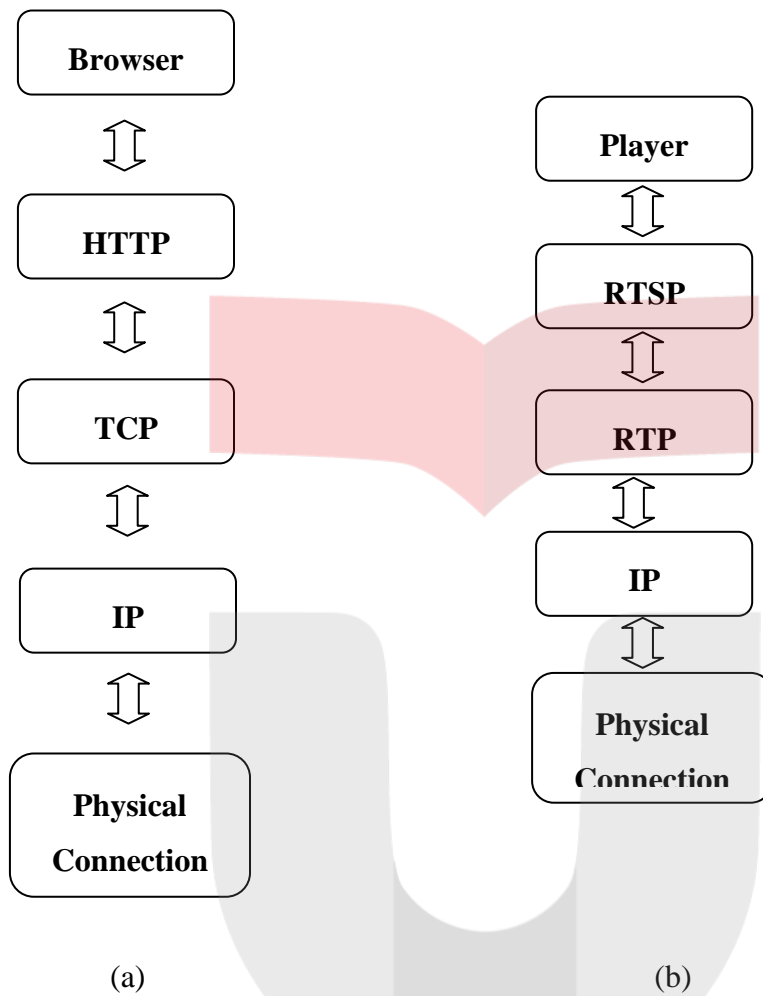 Browser
HTTP
TCP
IP
Physical
Connection
(a)
Player
RTSP
RTP
IP
Physical
Connection
(b)